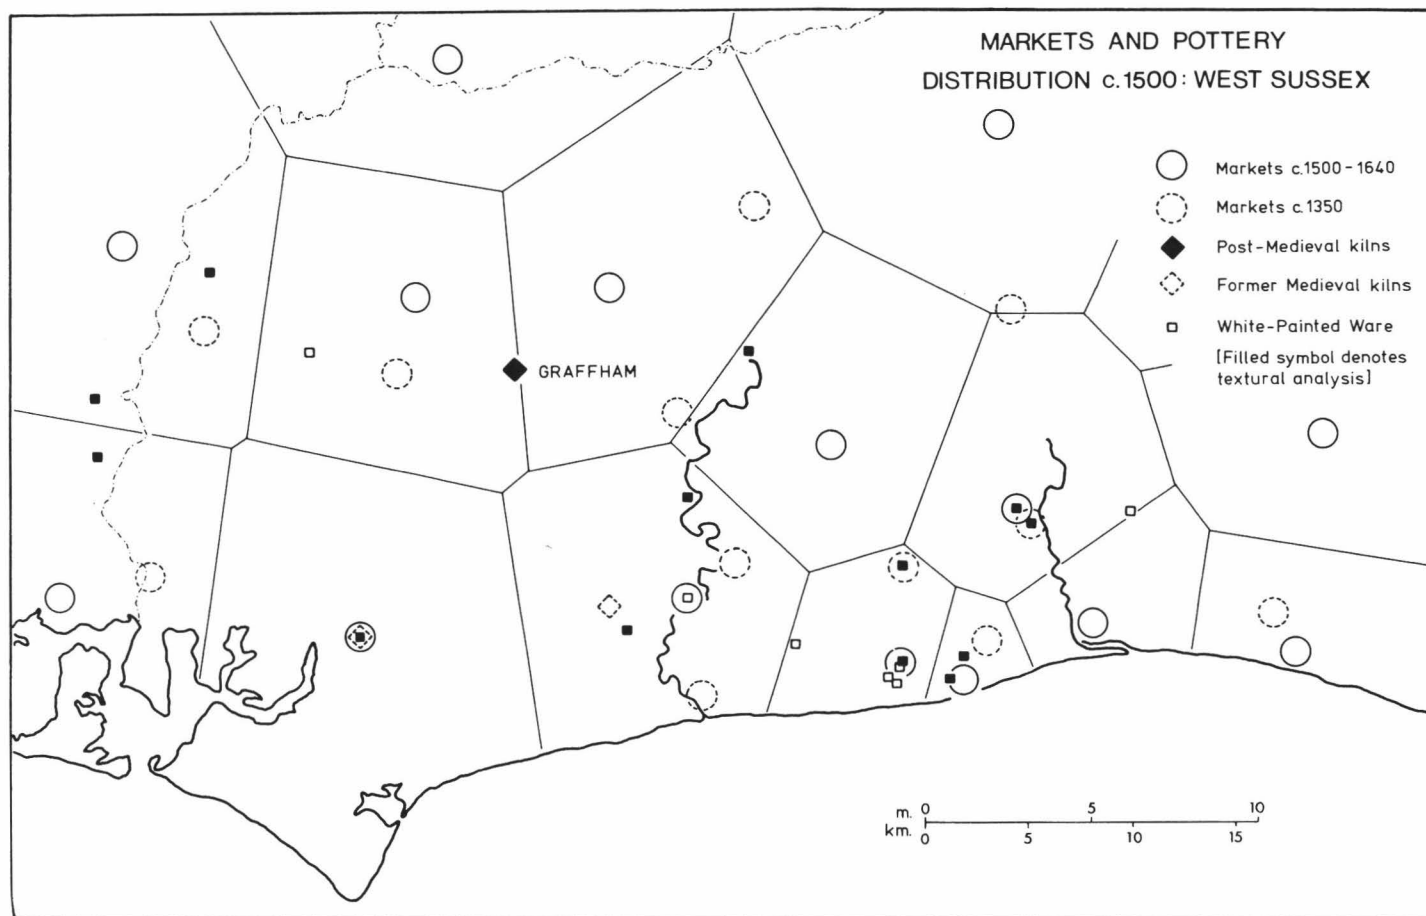 MARKETS AND POTTERY
DISTRIBUTION c.1500: WEST SUSSEX
Markets c.1500-1640
Markets c.1350
Post-Medieval kilns
Former Medieval kilns
White-Painted Ware
[Filled symbol denotes
textural analysis]
GRAFFHAM
m. 0 5 10
km. 0 5 10 15